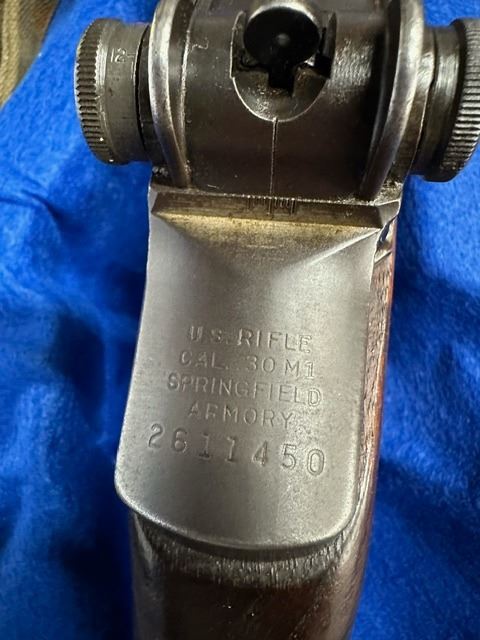 U.S. RIFLE
CAL. .30 M1
SPRINGFIELD
ARMORY
2611450